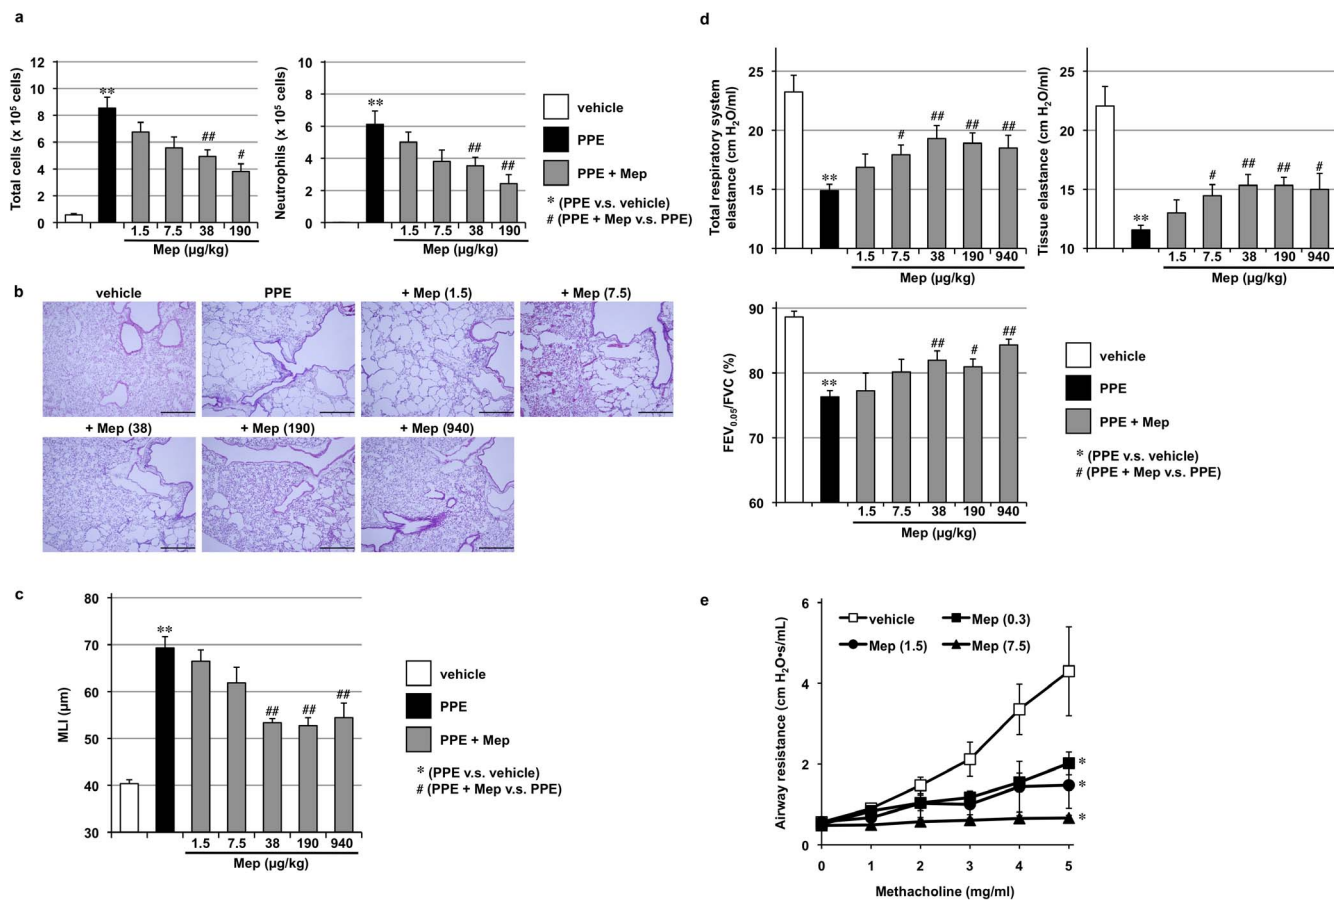 a
Total cells (x 10⁵ cells)
12
10
8
6
4
2
0
**
##
#
1.5 7.5 38 190
Mep (µg/kg)
Neutrophils (x 10⁵ cells)
10
8
6
4
2
0
**
##
##
1.5 7.5 38 190
Mep (µg/kg)
vehicle
PPE
PPE + Mep
* (PPE v.s. vehicle)
# (PPE + Mep v.s. PPE)
b
vehicle
PPE
+ Mep (1.5)
+ Mep (7.5)
+ Mep (38)
+ Mep (190)
+ Mep (940)
c
MLI (µm)
80
70
60
50
40
30
**
##
##
##
1.5 7.5 38 190 940
Mep (µg/kg)
vehicle
PPE
PPE + Mep
* (PPE v.s. vehicle)
# (PPE + Mep v.s. PPE)
d
Total respiratory system
elastance (cm H₂O/ml)
25
20
15
10
**
#
##
##
##
1.5 7.5 38 190 940
Mep (µg/kg)
Tissue elastance (cm H₂O/ml)
25
20
15
10
**
#
##
##
#
1.5 7.5 38 190 940
Mep (µg/kg)
FEV₀.₀₅/FVC (%)
90
80
70
60
**
##
#
##
1.5 7.5 38 190 940
Mep (µg/kg)
vehicle
PPE
PPE + Mep
* (PPE v.s. vehicle)
# (PPE + Mep v.s. PPE)
e
Airway resistance (cm H₂O•s/mL)
6
4
2
0
vehicle
Mep (0.3)
Mep (1.5)
Mep (7.5)
*
*
*
0 1 2 3 4 5
Methacholine (mg/ml)